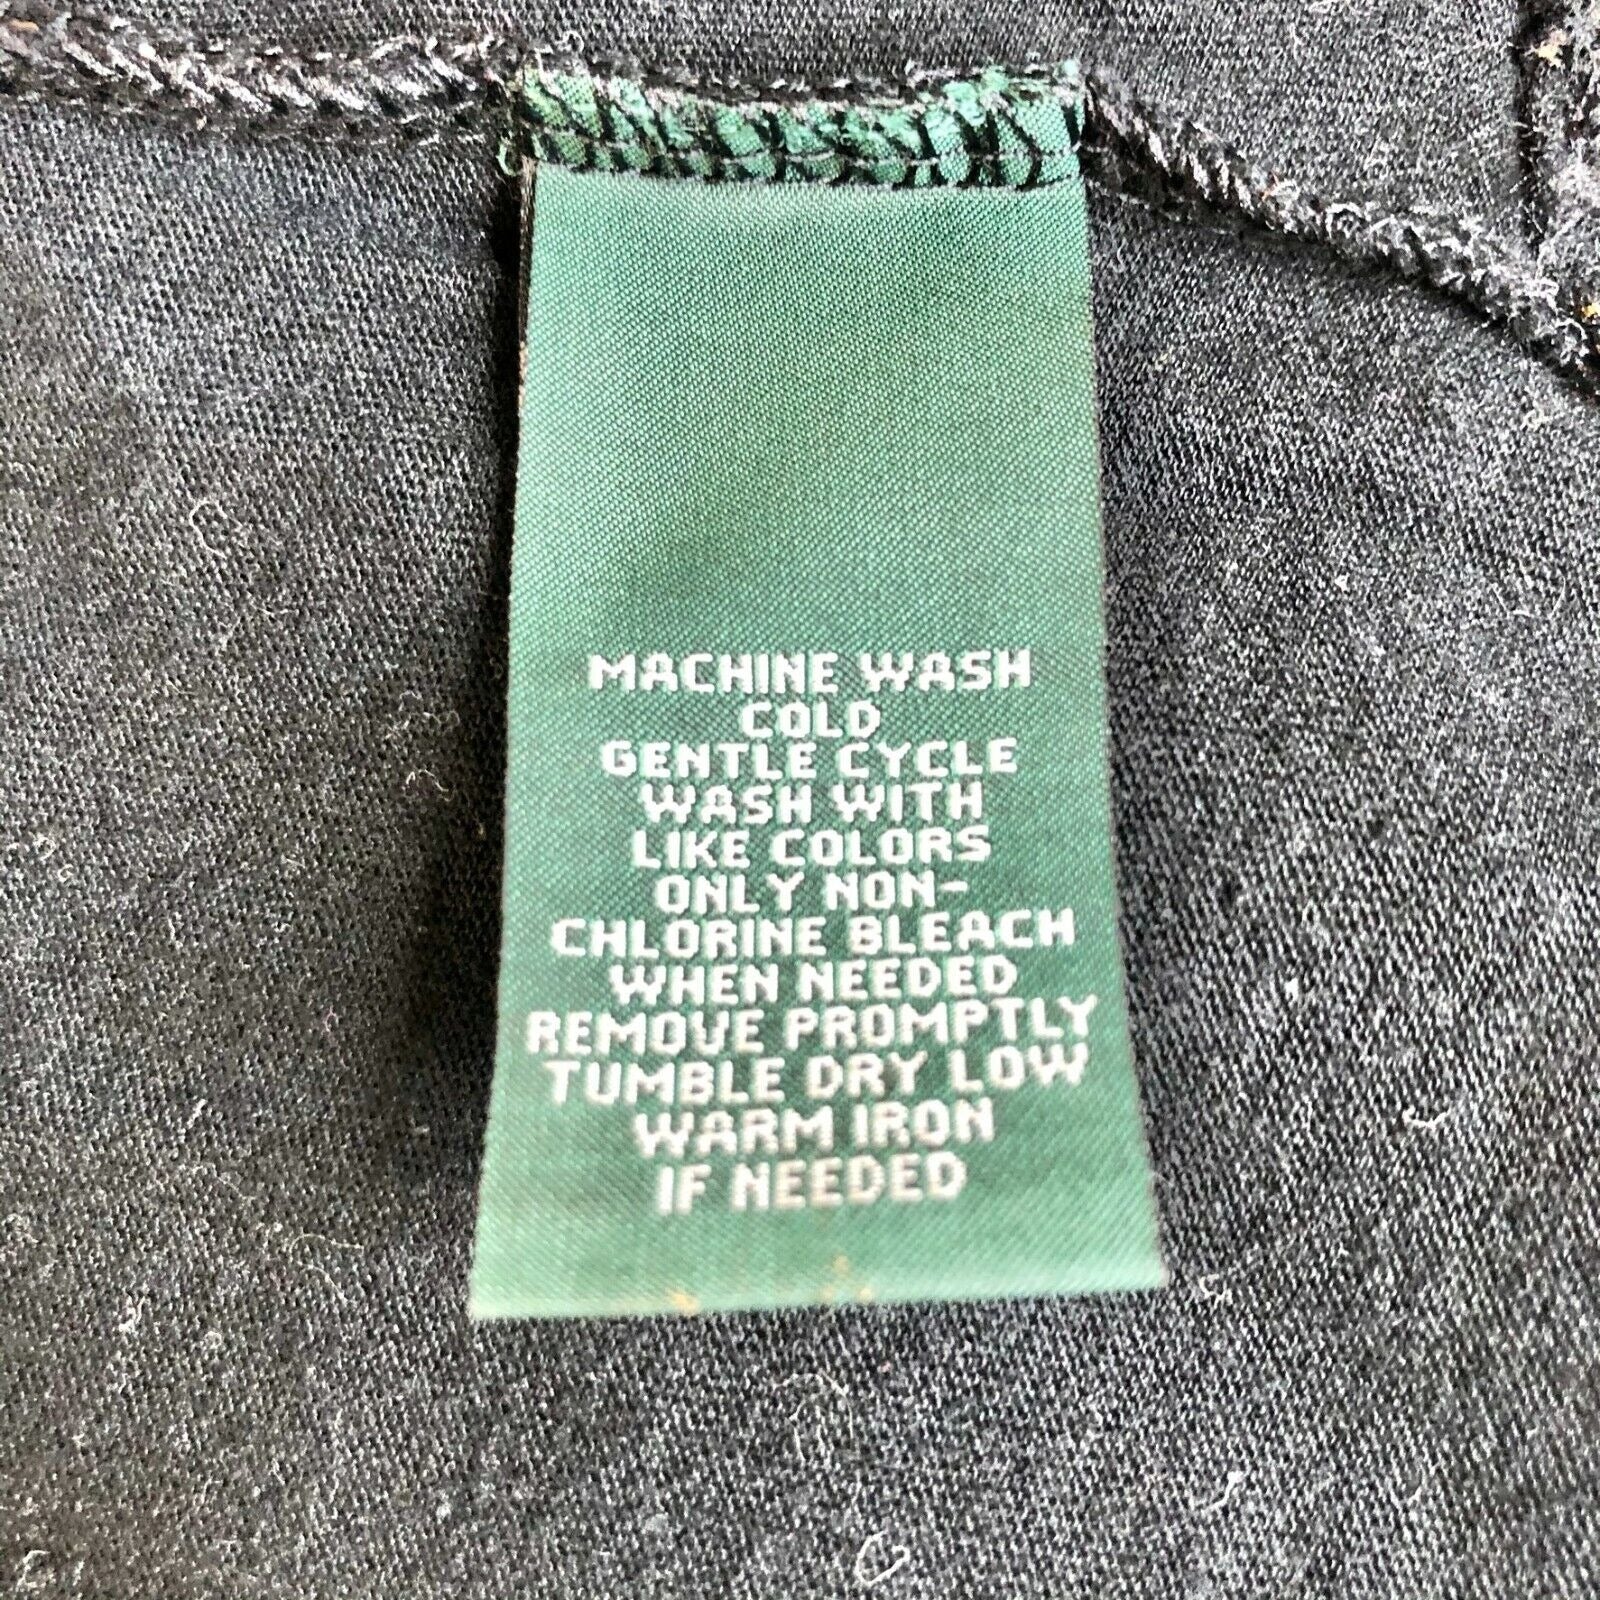 MACHINE WASH
COLD
GENTLE CYCLE
WASH WITH
LIKE COLORS
ONLY NON-
CHLORINE BLEACH
WHEN NEEDED
REMOVE PROMPTLY
TUMBLE DRY LOW
WARM IRON
IF NEEDED